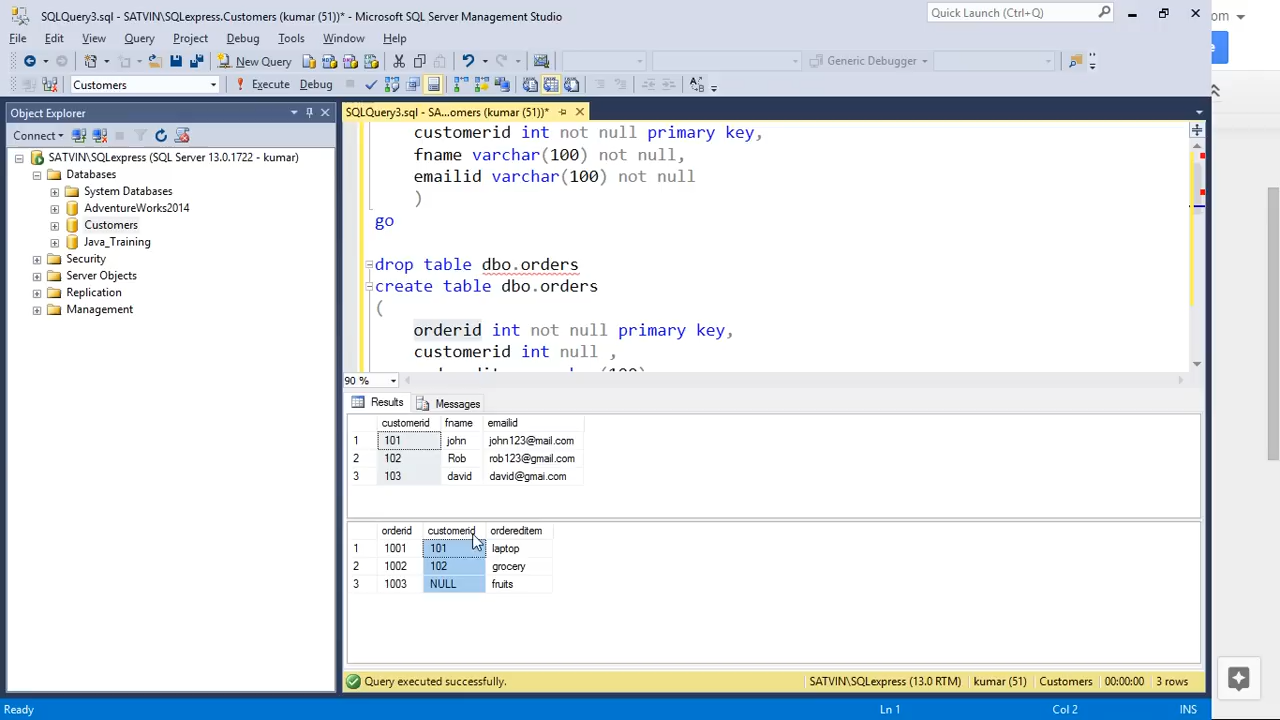 SQLQuery3.sql - SATVIN\SQLexpress.Customers (kumar (51))* - Microsoft SQL Server Management Studio
Quick Launch (Ctrl+Q)
om
File Edit View Query Project Debug Tools Window Help
New Query
Generic Debugger
Customers
Execute Debug
Object Explorer
SQLQuery3.sql - SA...omers (kumar (51))*
Connect
SATVIN\SQLexpress (SQL Server 13.0.1722 - kumar)
Databases
System Databases
AdventureWorks2014
Customers
Java_Training
Security
Server Objects
Replication
Management
customerid int not null primary key,
fname varchar(100) not null,
emailid varchar(100) not null
)
go
drop table dbo.orders
create table dbo.orders
(
orderid int not null primary key,
customerid int null ,
90 %
Results Messages
customerid fname emailid
1 101 john john123@mail.com
2 102 Rob rob123@gmail.com
3 103 david david@gmai.com
orderid customerid ordereditem
1 1001 101 laptop
2 1002 102 grocery
3 1003 NULL fruits
Query executed successfully.
SATVIN\SQLexpress (13.0 RTM) kumar (51) Customers 00:00:00 3 rows
Ready
Ln 1 Col 2 INS